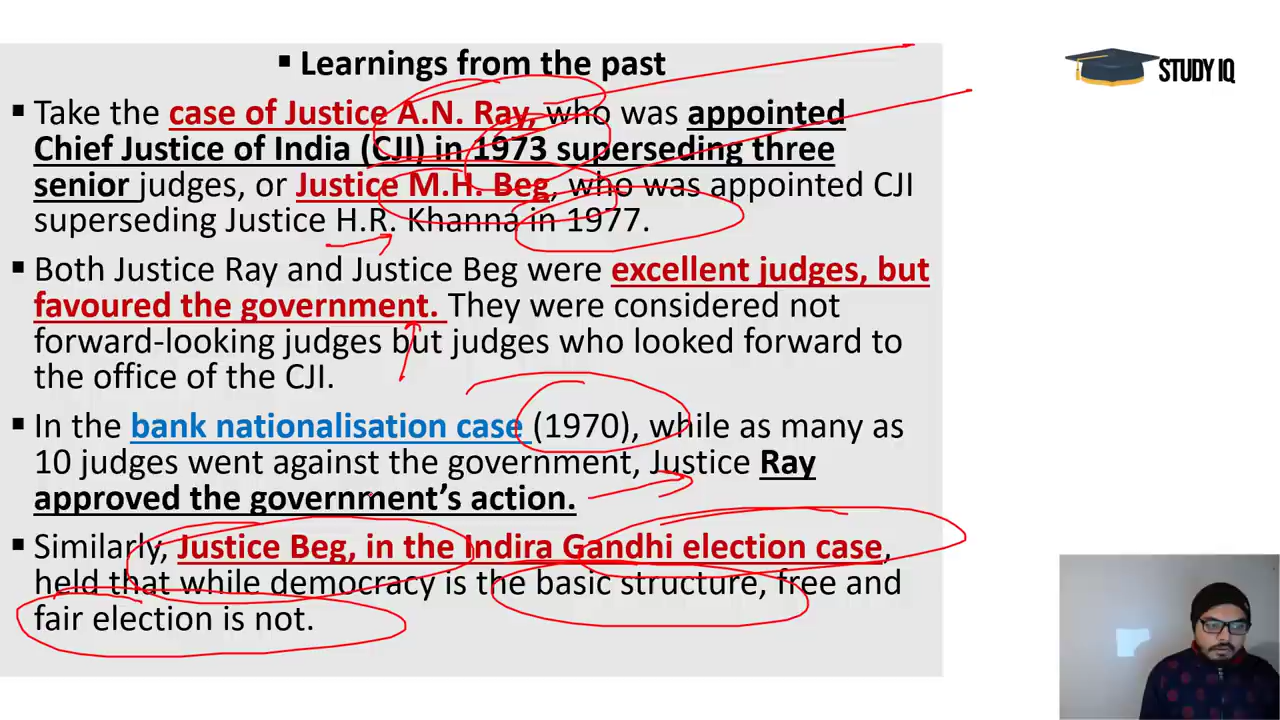 ▪ Learnings from the past
STUDY IQ
▪ Take the case of Justice A.N. Ray, who was appointed
Chief Justice of India (CJI) in 1973 superseding three
senior judges, or Justice M.H. Beg, who was appointed CJI
superseding Justice H.R. Khanna in 1977.
▪ Both Justice Ray and Justice Beg were excellent judges, but
favoured the government. They were considered not
forward-looking judges but judges who looked forward to
the office of the CJI.
▪ In the bank nationalisation case (1970), while as many as
10 judges went against the government, Justice Ray
approved the government’s action.
▪ Similarly, Justice Beg, in the Indira Gandhi election case,
held that while democracy is the basic structure, free and
fair election is not.